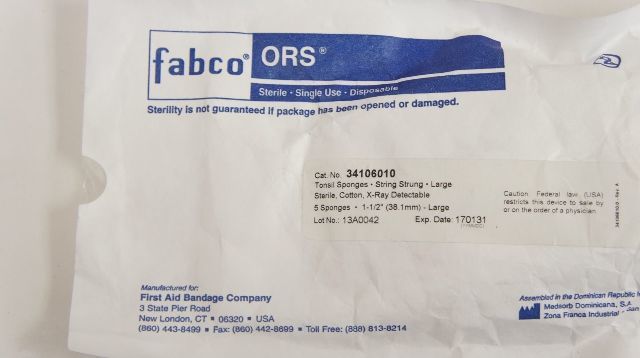 fabco® ORS®
Sterile • Single Use • Disposable
Sterility is not guaranteed if package has been opened or damaged.
Cat. No. 34106010
Tonsil Sponges • String Strung • Large
Sterile, Cotton, X-Ray Detectable
5 Sponges • 1-1/2" (38.1mm) - Large
Lot No.: 13A0042 Exp. Date: 170131
(YYMMDD)
Caution: Federal law (USA)
restricts this device to sale by
or on the order of a physician.
Manufactured for:
First Aid Bandage Company
3 State Pier Road
New London, CT ▪ 06320 ▪ USA
(860) 443-8499 ▪ Fax: (860) 442-8699 ▪ Toll Free: (888) 813-8214
Assembled in the Dominican Republic
Medsorb Dominicana, S.A.
Zona Franca Industrial San